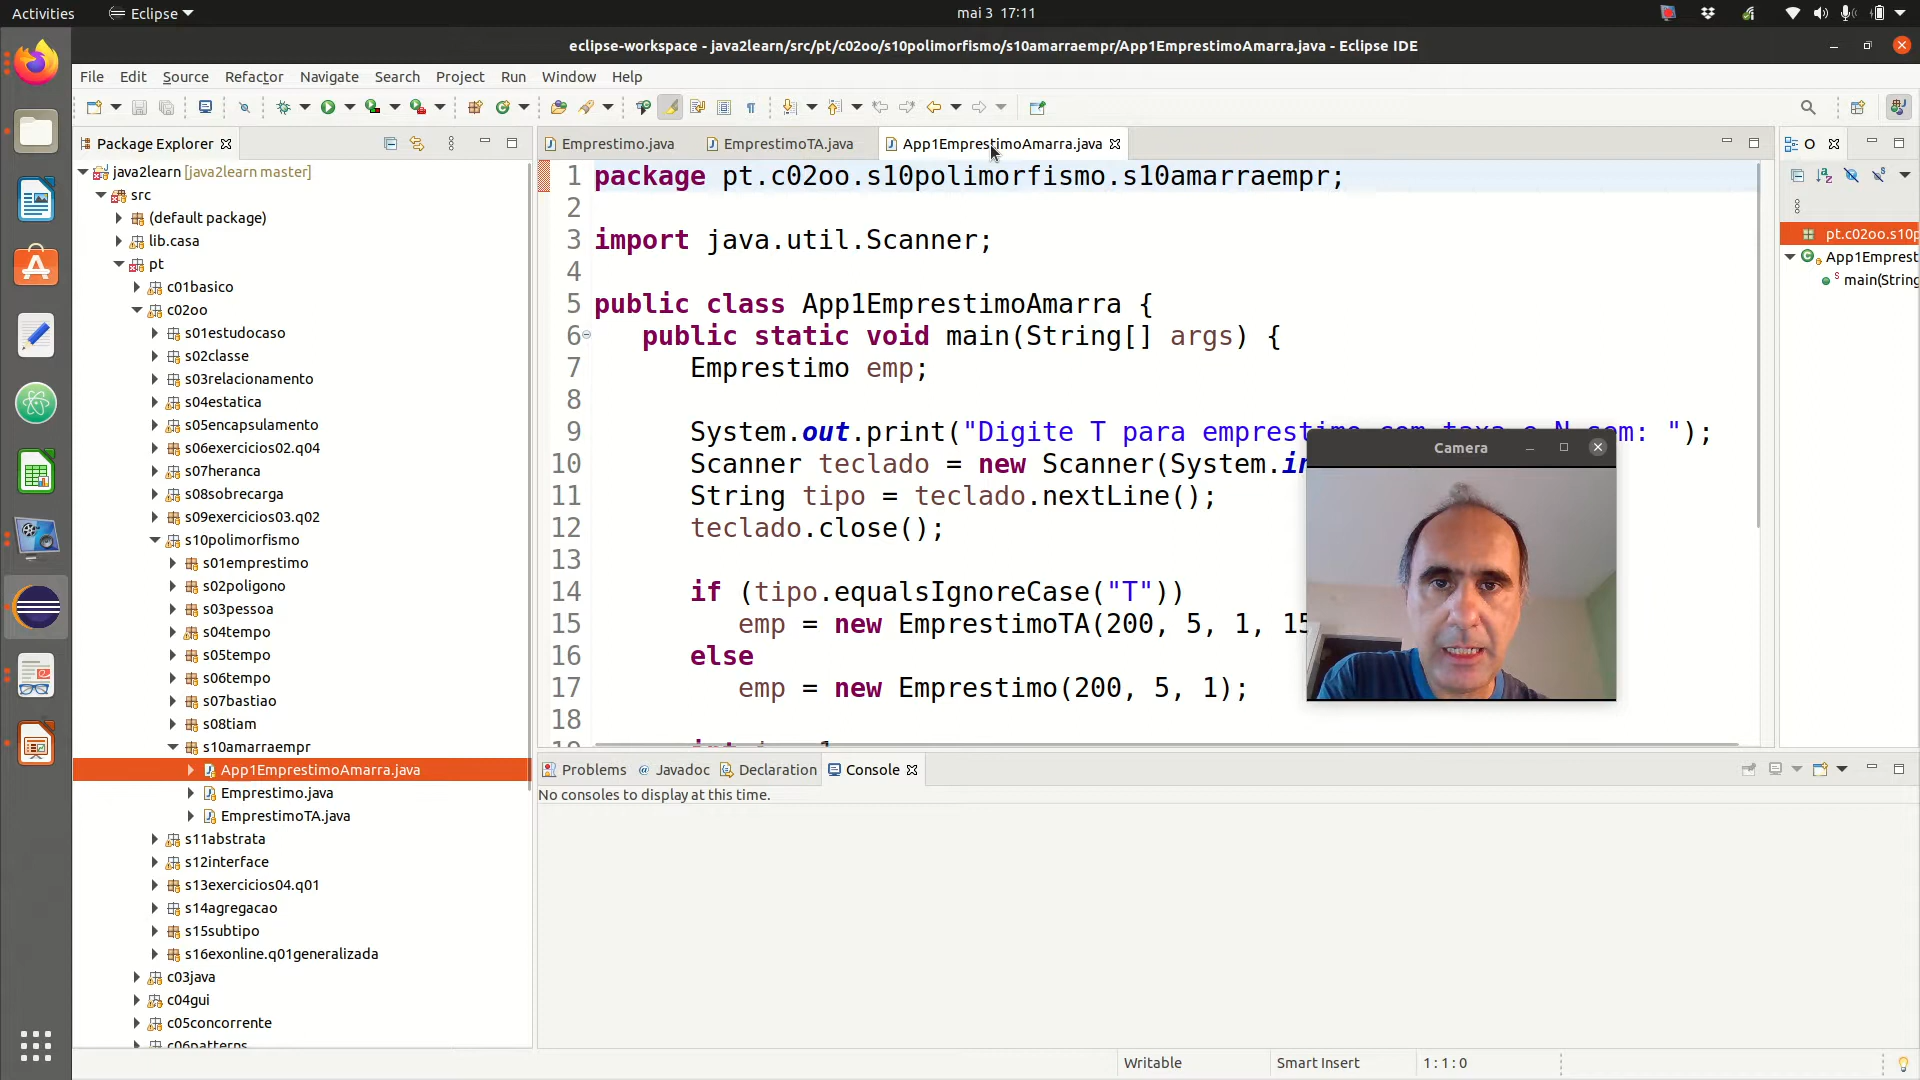 Activities
Eclipse
mai 3 17:11
eclipse-workspace - java2learn/src/pt/c02oo/s10polimorfismo/s10amarraempr/App1EmprestimoAmarra.java - Eclipse IDE
File Edit Source Refactor Navigate Search Project Run Window Help
Package Explorer
java2learn [java2learn master]
src
(default package)
lib.casa
pt
c01basico
c02oo
s01estudocaso
s02classe
s03relacionamento
s04estatica
s05encapsulamento
s06exercicios02.q04
s07heranca
s08sobrecarga
s09exercicios03.q02
s10polimorfismo
s01emprestimo
s02poligono
s03pessoa
s04tempo
s05tempo
s06tempo
s07bastiao
s08tiam
s10amarraempr
App1EmprestimoAmarra.java
Emprestimo.java
EmprestimoTA.java
s11abstrata
s12interface
s13exercicios04.q01
s14agregacao
s15subtipo
s16exonline.q01generalizada
c03java
c04gui
c05concorrente
c06patterns
Emprestimo.java EmprestimoTA.java App1EmprestimoAmarra.java
1 package pt.c02oo.s10polimorfismo.s10amarraempr;
2
3 import java.util.Scanner;
4
5 public class App1EmprestimoAmarra {
6 public static void main(String[] args) {
7 Emprestimo emp;
8
9 System.out.print("Digite T para emprestimo com taxa e N sem: ");
10 Scanner teclado = new Scanner(System.in
11 String tipo = teclado.nextLine();
12 teclado.close();
13
14 if (tipo.equalsIgnoreCase("T"))
15 emp = new EmprestimoTA(200, 5, 1, 15
16 else
17 emp = new Emprestimo(200, 5, 1);
18
Camera
O
pt.c02oo.s10p
App1Emprest
main(String
Problems Javadoc Declaration Console
No consoles to display at this time.
Writable
Smart Insert
1 : 1 : 0